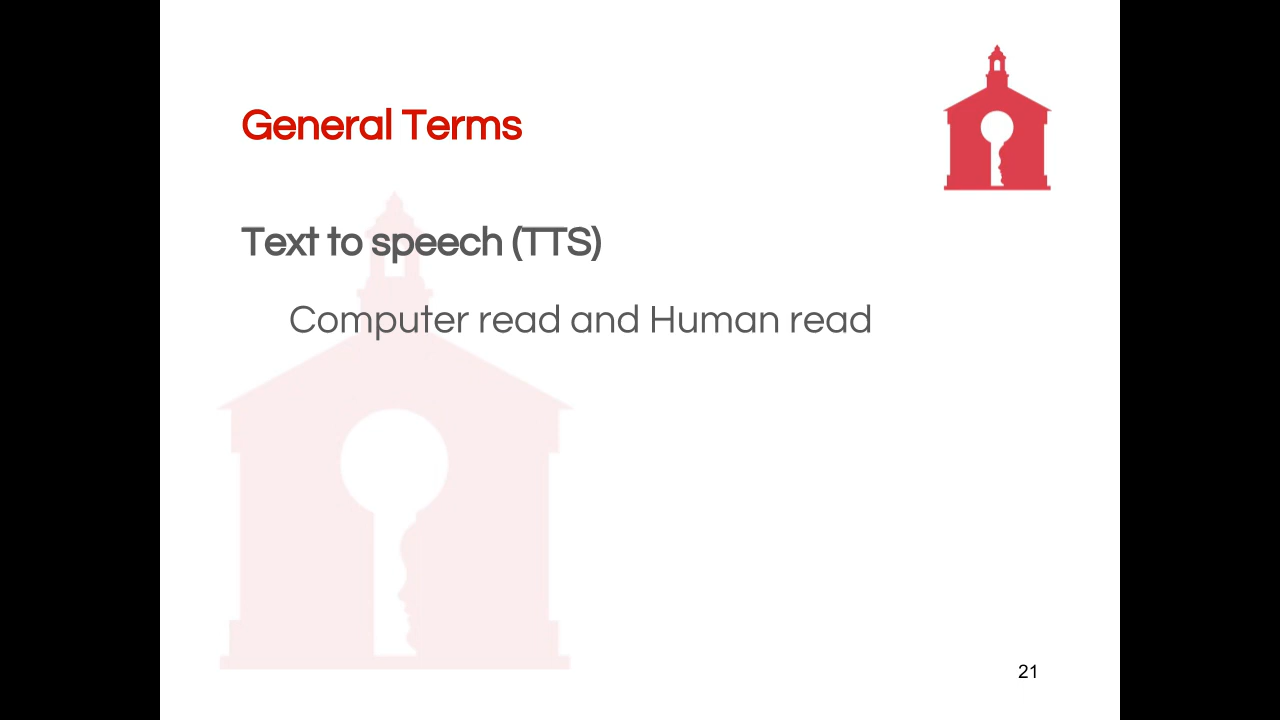 General Terms
Text to speech (TTS)
Computer read and Human read
21